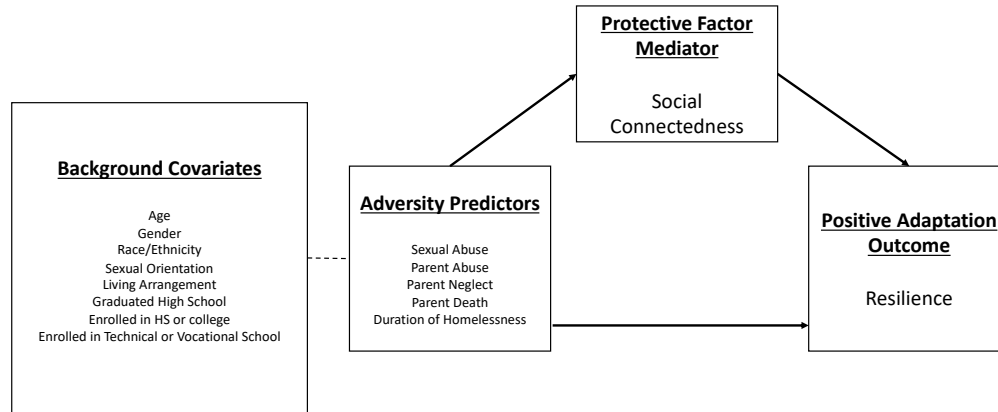 Protective Factor
Mediator
Social
Connectedness
Background Covariates
Age
Gender
Race/Ethnicity
Sexual Orientation
Living Arrangement
Graduated High School
Enrolled in HS or college
Enrolled in Technical or Vocational School
Adversity Predictors
Sexual Abuse
Parent Abuse
Parent Neglect
Parent Death
Duration of Homelessness
Positive Adaptation
Outcome
Resilience